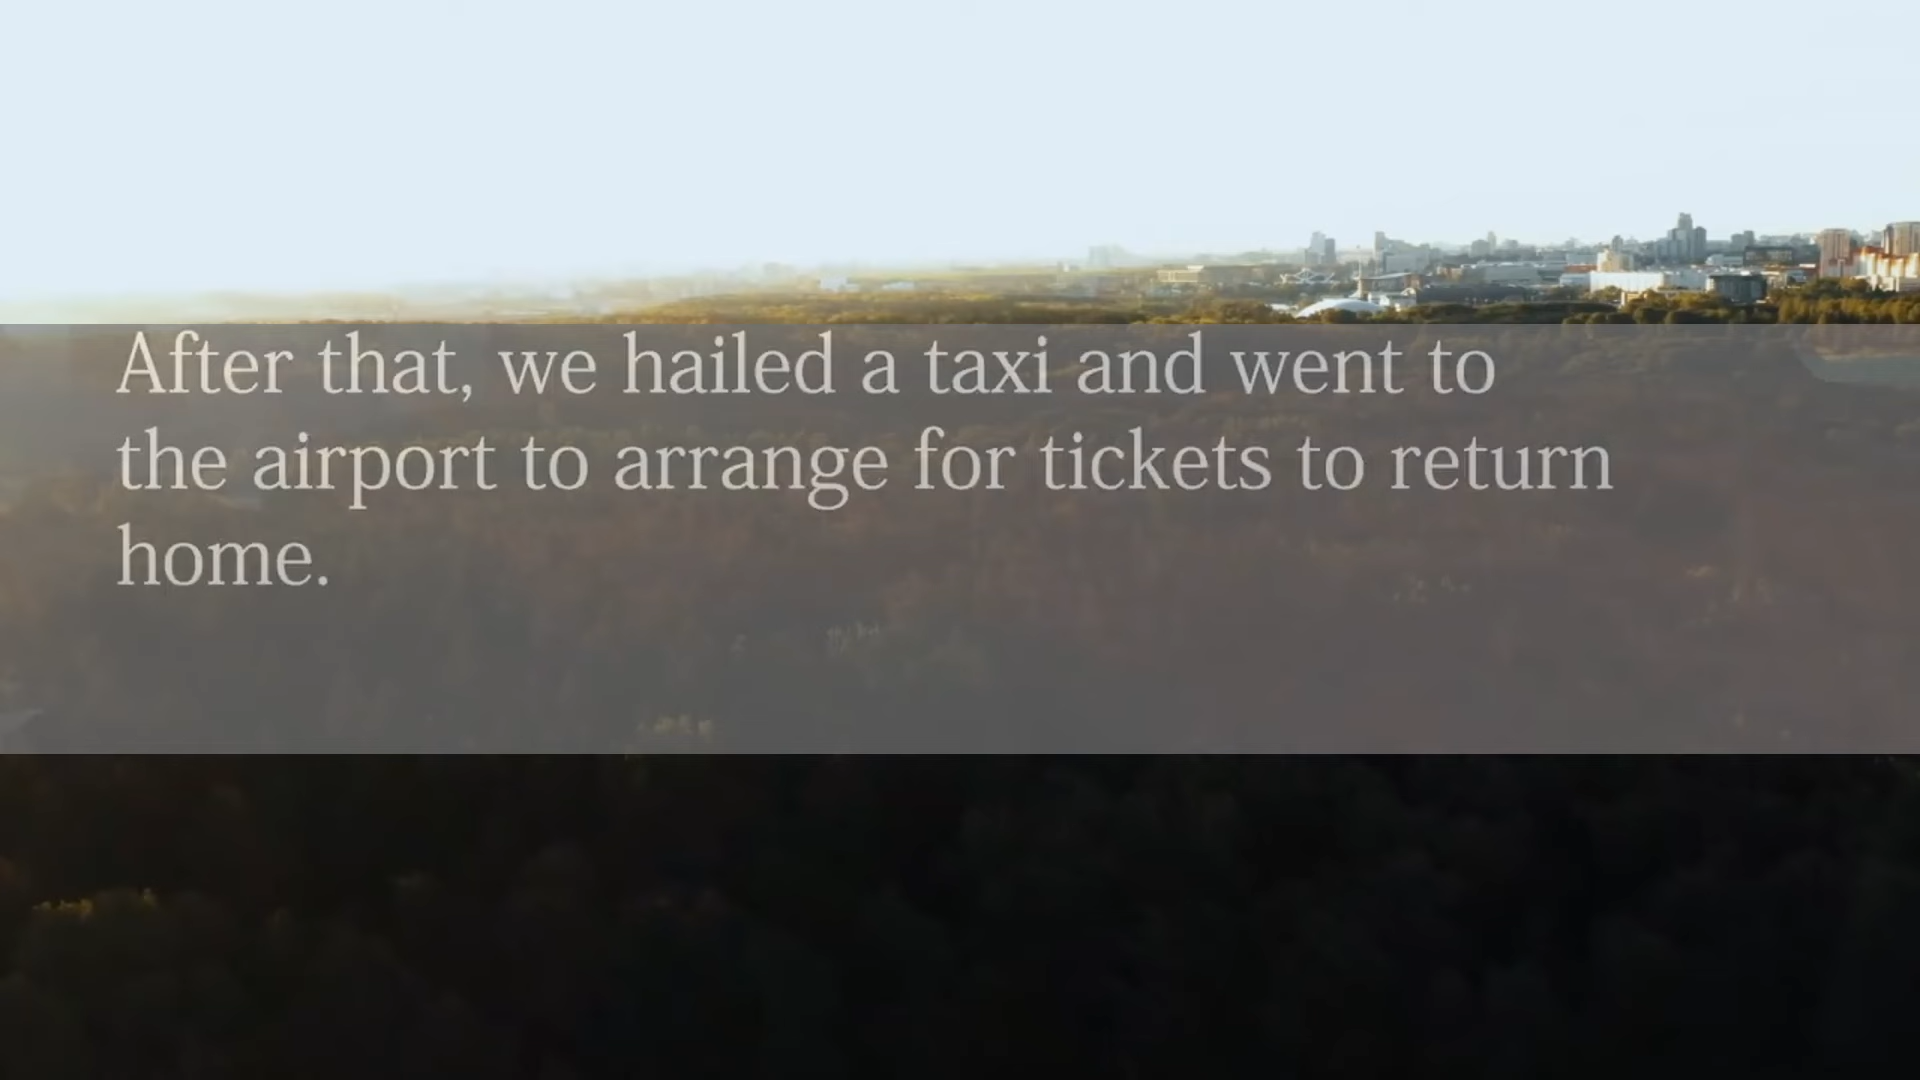 After that, we hailed a taxi and went to
the airport to arrange for tickets to return
home.